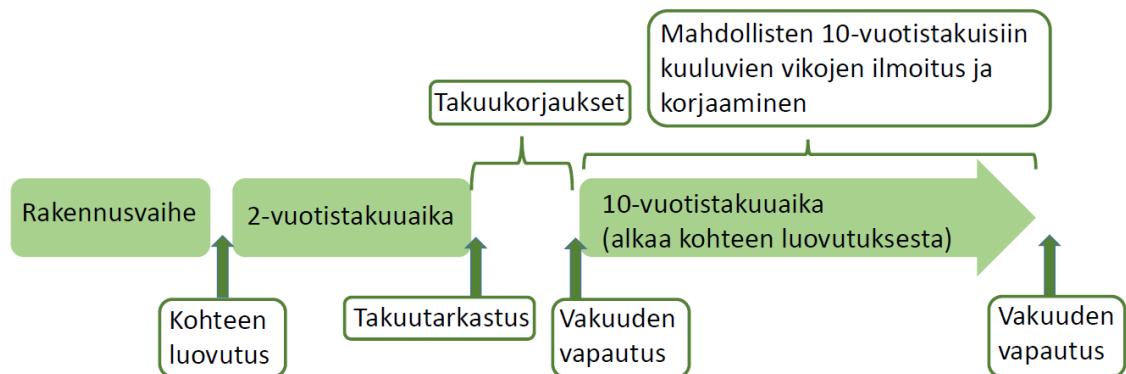 Mahdollisten 10-vuotistakuisiin
kuuluvien vikojen ilmoitus ja
korjaaminen
Takuukorjaukset
Rakennusvaihe
2-vuotistakuuaika
10-vuotistakuuaika
(alkaa kohteen luovutuksesta)
Kohteen
luovutus
Takuutarkastus
Vakuuden
vapautus
Vakuuden
vapautus